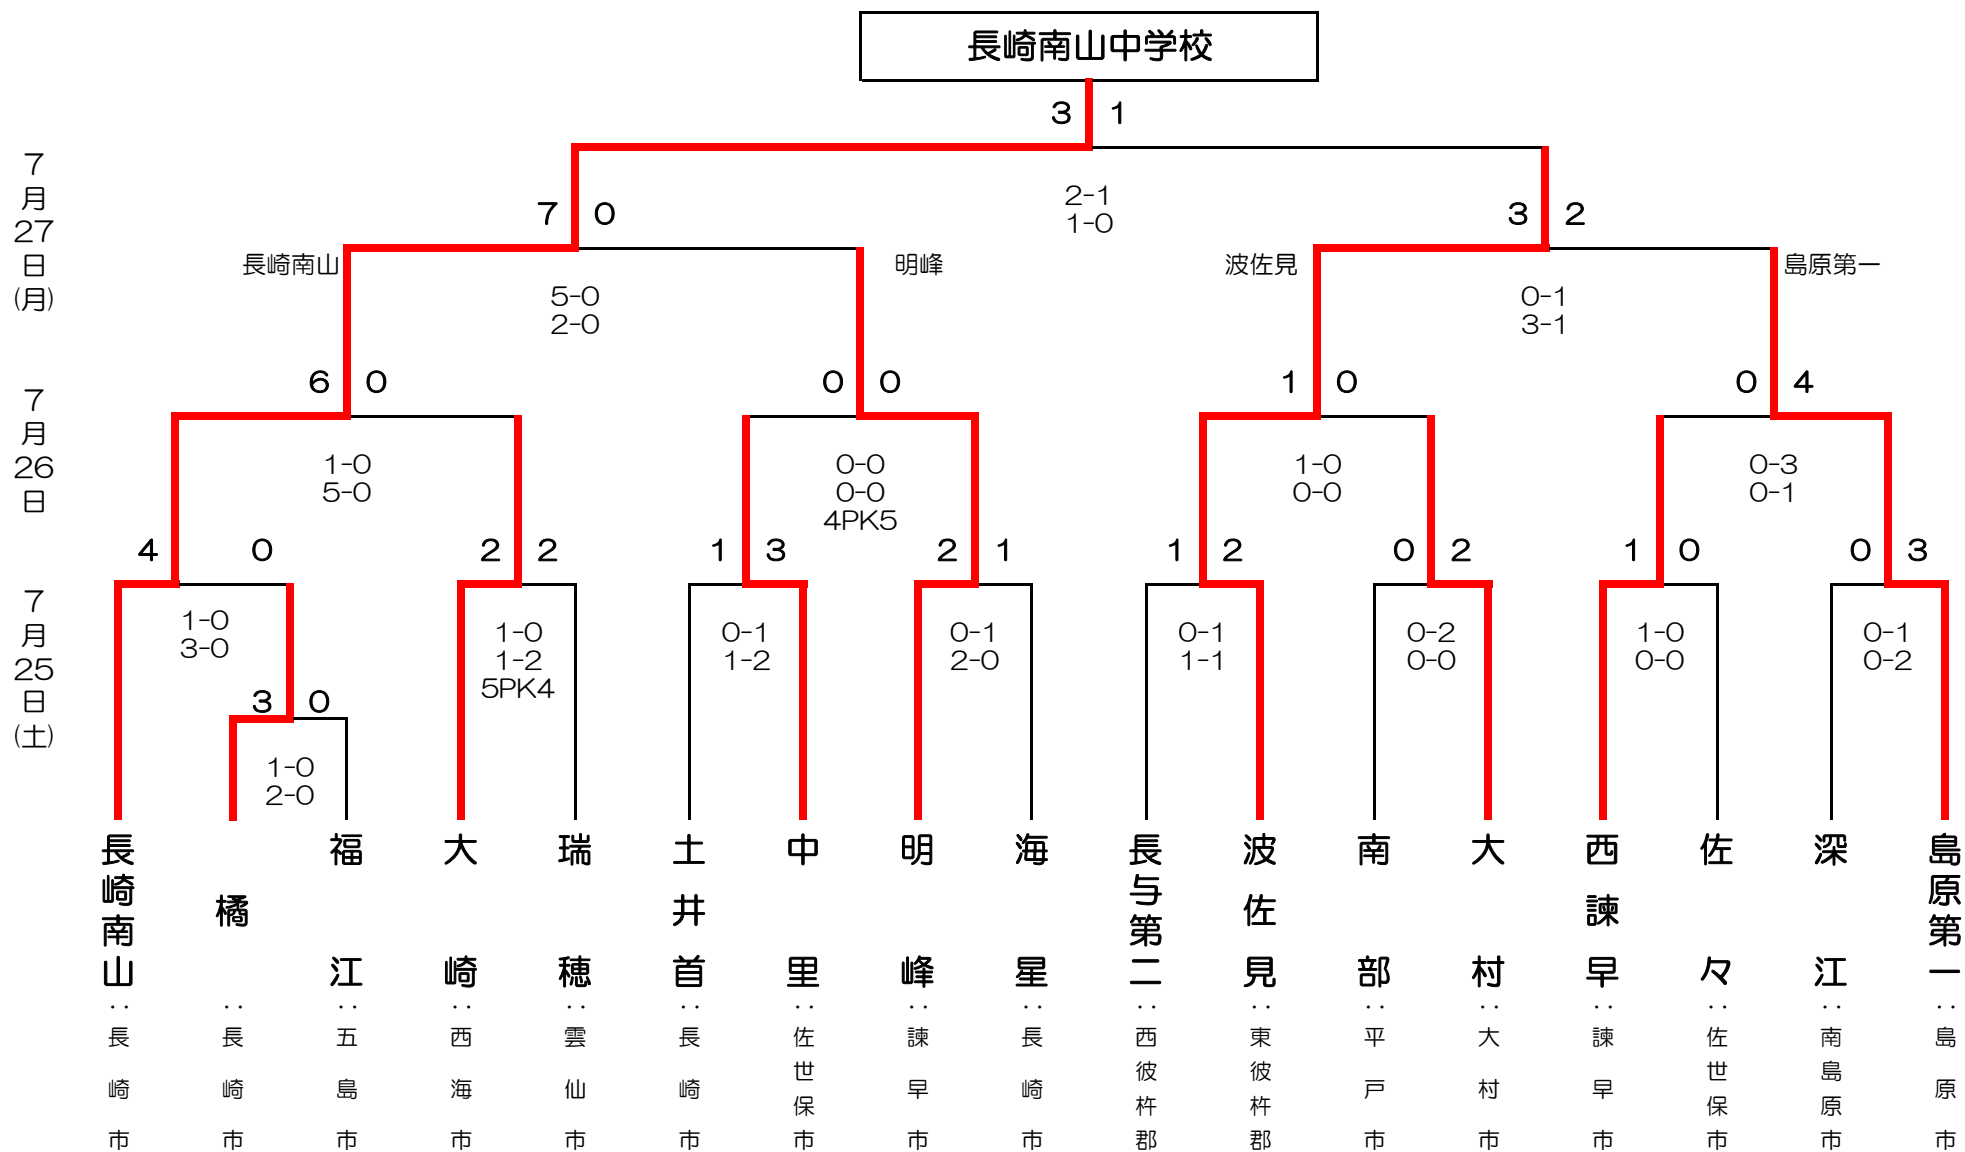 長崎南山中学校
3 1
2-1
1-0
7 0
3 2
長崎南山
明峰
波佐見
島原第一
5-0
2-0
0-1
3-1
7月27日(月)
6 0
0 0
1 0
0 4
1-0
5-0
0-0
0-0
4PK5
1-0
0-0
0-3
0-1
7月26日
4 0
2 2
1 3
2 1
1 2
0 2
1 0
0 3
1-0
3-0
1-0
1-2
5PK4
0-1
1-2
0-1
2-0
0-1
1-1
0-2
0-0
1-0
0-0
0-1
0-2
7月25日(土)
3 0
1-0
2-0
長崎南山:長崎市
橘:長崎市
福江:五島市
大崎:西海市
瑞穂:雲仙市
土井首:長崎市
中里:佐世保市
明峰:諫早市
海星:長崎市
長与第二:西彼杵郡
波佐見:東彼杵郡
南部:平戸市
大村:大村市
西諫早:諫早市
佐々:佐世保市
深江:南島原市
島原第一:島原市